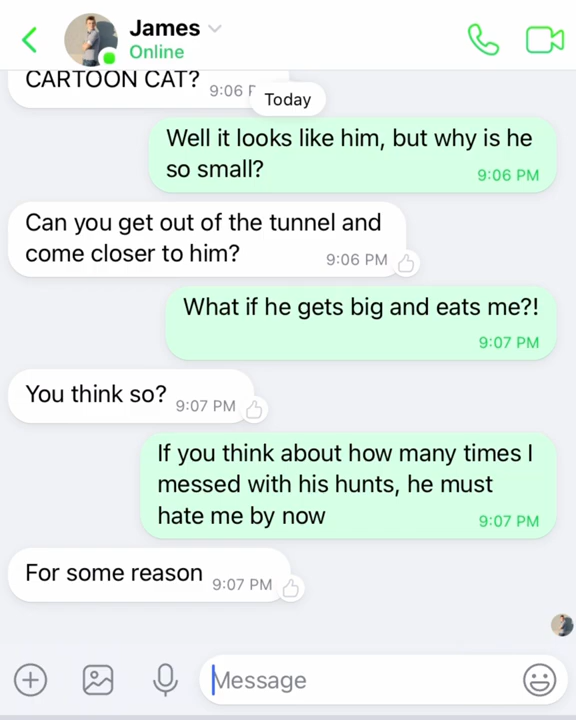 James
Online
CARTOON CAT?
9:06
Today
Well it looks like him, but why is he
so small?
9:06 PM
Can you get out of the tunnel and
come closer to him?
9:06 PM
What if he gets big and eats me?!
9:07 PM
You think so?
9:07 PM
If you think about how many times I
messed with his hunts, he must
hate me by now
9:07 PM
For some reason
9:07 PM
Message